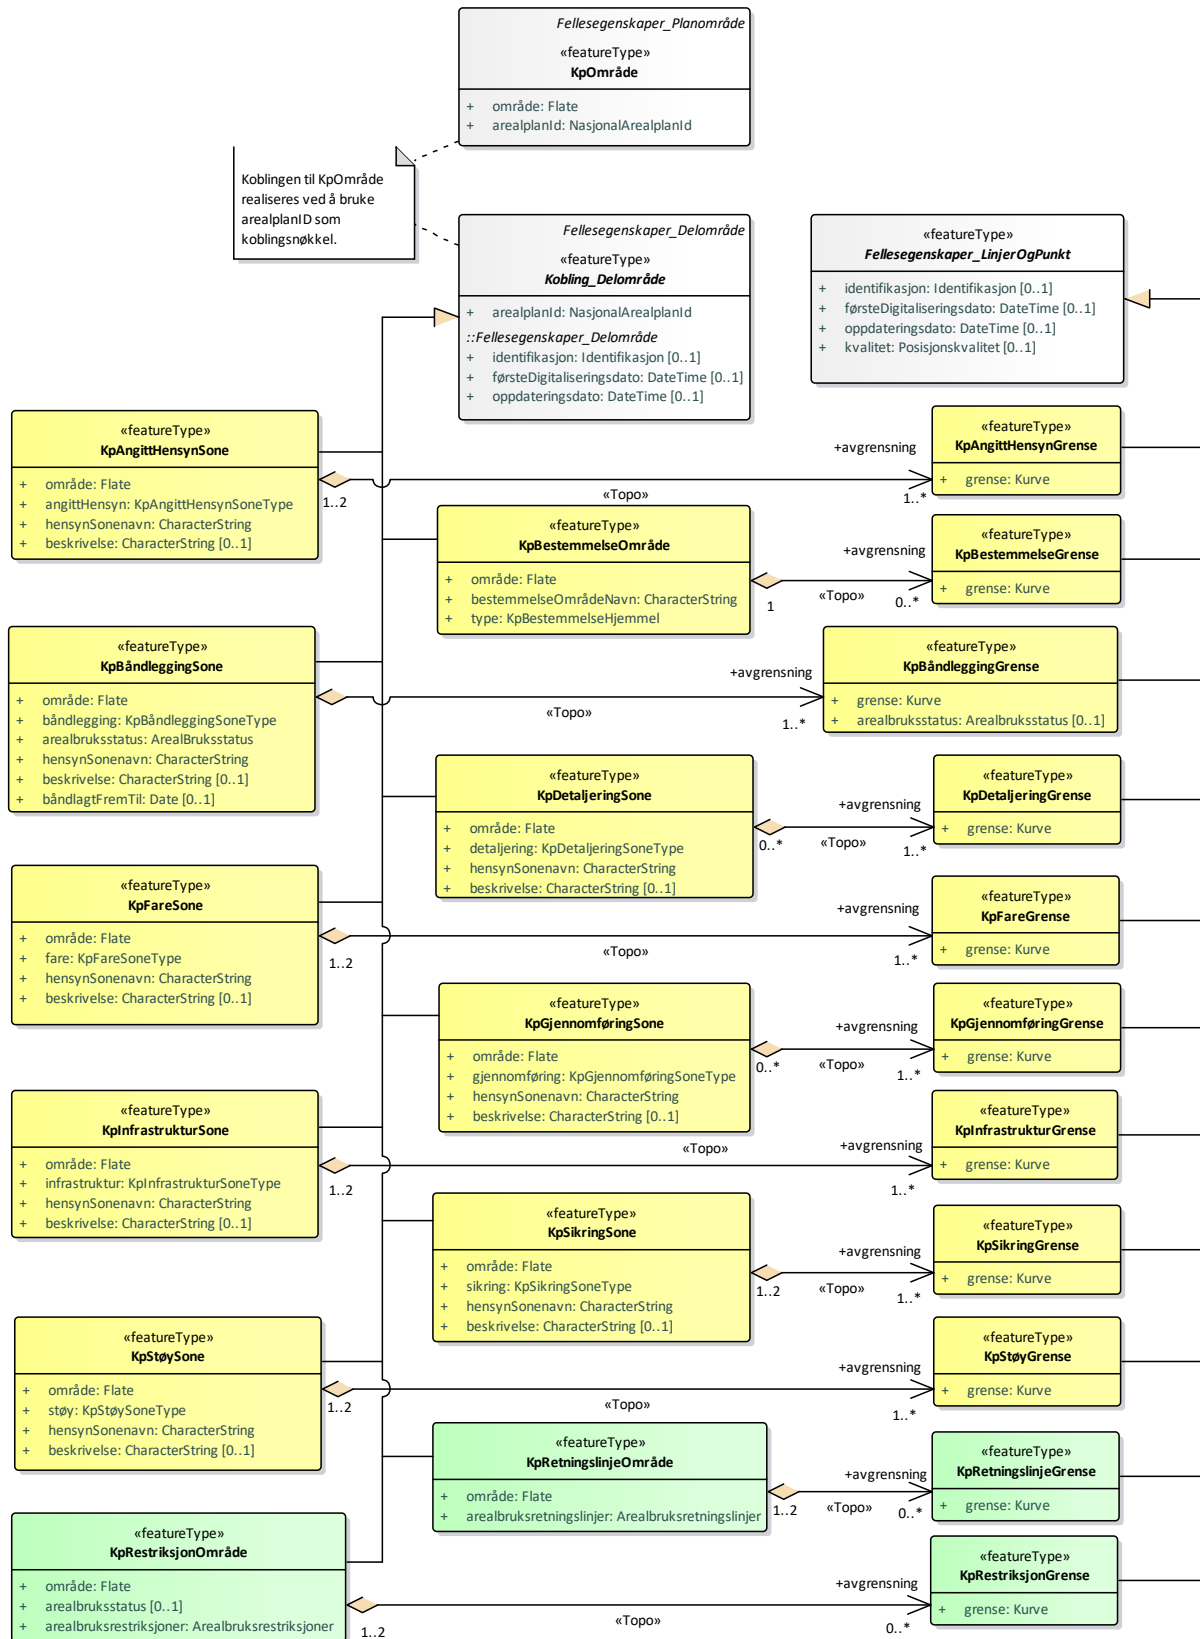 Fellesegenskaper_Planområde
«featureType»
KpOmråde
+ område: Flate
+ arealplanId: NasjonalArealplanId
Koblingen til KpOmråde
realiseres ved å bruke
arealplanID som
koblingsnøkkel.
Fellesegenskaper_Delområde
«featureType»
Kobling_Delområde
+ arealplanId: NasjonalArealplanId
::Fellesegenskaper_Delområde
+ identifikasjon: Identifikasjon [0..1]
+ førsteDigitaliseringsdato: DateTime [0..1]
+ oppdateringsdato: DateTime [0..1]
«featureType»
Fellesegenskaper_LinjerOgPunkt
+ identifikasjon: Identifikasjon [0..1]
+førsteDigitaliseringsdato: DateTime [0..1]
+ oppdateringsdato: DateTime [0..1]
+ kvalitet: Posisjonskvalitet [0..1]
«featureType»
KpAngittHensynSone
+ område: Flate
+ angittHensyn: KpAngittHensynSoneType
+ hensynSonenavn: CharacterString
+ beskrivelse: CharacterString [0..1]
1..2
«Topo»
+avgrensning
1..*
«featureType»
KpAngittHensynGrense
+ grense: Kurve
«featureType»
KpBestemmelseOmråde
+ område: Flate
+ bestemmelseOmrådeNavn: CharacterString
+ type: KpBestemmelseHjemmel
1
«Topo»
+avgrensning
0..*
«featureType»
KpBestemmelseGrense
+ grense: Kurve
«featureType»
KpBåndleggingSone
+ område: Flate
+ båndlegging: KpBåndleggingSoneType
+ arealbruksstatus: ArealBruksstatus
+ hensynSonenavn: CharacterString
+ beskrivelse: CharacterString [0..1]
+ båndlagtFremTil: Date [0..1]
«Topo»
+avgrensning
1..*
«featureType»
KpBåndleggingGrense
+ grense: Kurve
+ arealbruksstatus: Arealbruksstatus [0..1]
«featureType»
KpDetaljeringSone
+ område: Flate
+ detaljering: KpDetaljeringSoneType
+ hensynSonenavn: CharacterString
+ beskrivelse: CharacterString [0..1]
0..*
«Topo»
+avgrensning
1..*
«featureType»
KpDetaljeringGrense
+ grense: Kurve
«featureType»
KpFareSone
+ område: Flate
+ fare: KpFareSoneType
+ hensynSonenavn: CharacterString
+ beskrivelse: CharacterString [0..1]
1..2
«Topo»
+avgrensning
1..*
«featureType»
KpFareGrense
+ grense: Kurve
«featureType»
KpGjennomføringSone
+ område: Flate
+ gjennomføring: KpGjennomføringSoneType
+ hensynSonenavn: CharacterString
+ beskrivelse: CharacterString [0..1]
0..*
«Topo»
+avgrensning
1..*
«featureType»
KpGjennomføringGrense
+ grense: Kurve
«featureType»
KpInfrastrukturSone
+ område: Flate
+ infrastruktur: KpInfrastrukturSoneType
+ hensynSonenavn: CharacterString
+ beskrivelse: CharacterString [0..1]
1..2
«Topo»
+avgrensning
1..*
«featureType»
KpInfrastrukturGrense
+ grense: Kurve
«featureType»
KpSikringSone
+ område: Flate
+ sikring: KpSikringSoneType
+ hensynSonenavn: CharacterString
+ beskrivelse: CharacterString [0..1]
1..2
«Topo»
+avgrensning
1..*
«featureType»
KpSikringGrense
+ grense: Kurve
«featureType»
KpStøySone
+ område: Flate
+ støy: KpStøySoneType
+ hensynSonenavn: CharacterString
+ beskrivelse: CharacterString [0..1]
1..2
«Topo»
+avgrensning
1..*
«featureType»
KpStøyGrense
+ grense: Kurve
«featureType»
KpRetningslinjeOmråde
+ område: Flate
+ arealbruksretningslinjer: Arealbruksretningslinjer
1..2
«Topo»
+avgrensning
0..*
«featureType»
KpRetningslinjeGrense
+ grense: Kurve
«featureType»
KpRestriksjonOmråde
+ område: Flate
+ arealbruksstatus [0..1]
+ arealbruksrestriksjoner: Arealbruksrestriksjoner
1..2
«Topo»
+avgrensning
0..*
«featureType»
KpRestriksjonGrense
+ grense: Kurve